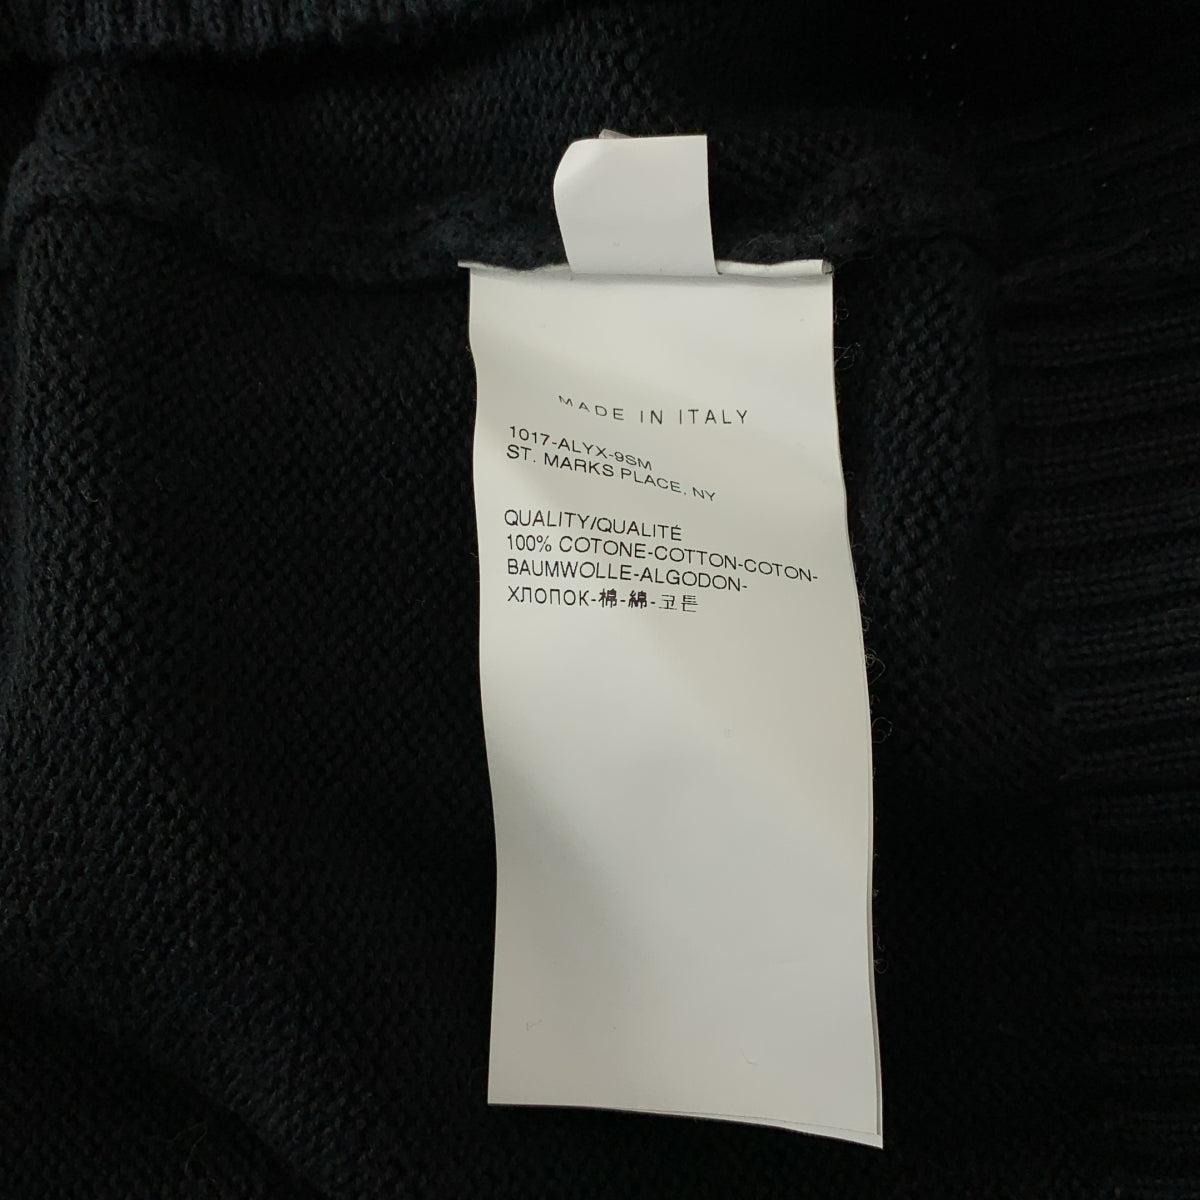 MADE IN ITALY
1017-ALYX-9SM
ST. MARKS PLACE, NY
QUALITY/QUALITÉ
100% COTONE-COTTON-COTON-
BAUMWOLLE-ALGODON-
ХЛОПОК-棉-綿-코튼